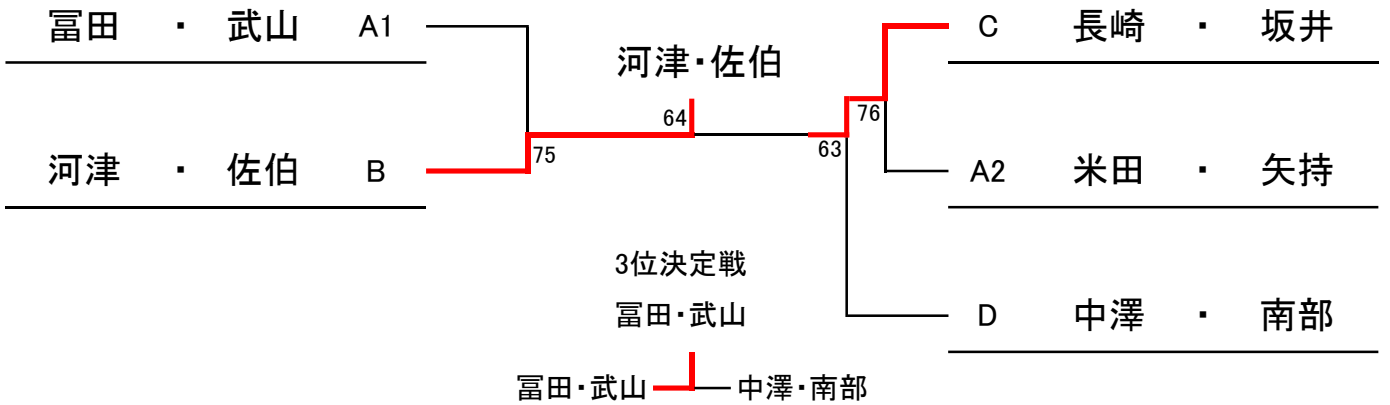 冨田 ・ 武山 A1
C 長崎 ・ 坂井
河津・佐伯
64
76
75
63
河津 ・ 佐伯 B
A2 米田 ・ 矢持
3位決定戦
冨田・武山
D 中澤 ・ 南部
冨田・武山
中澤・南部